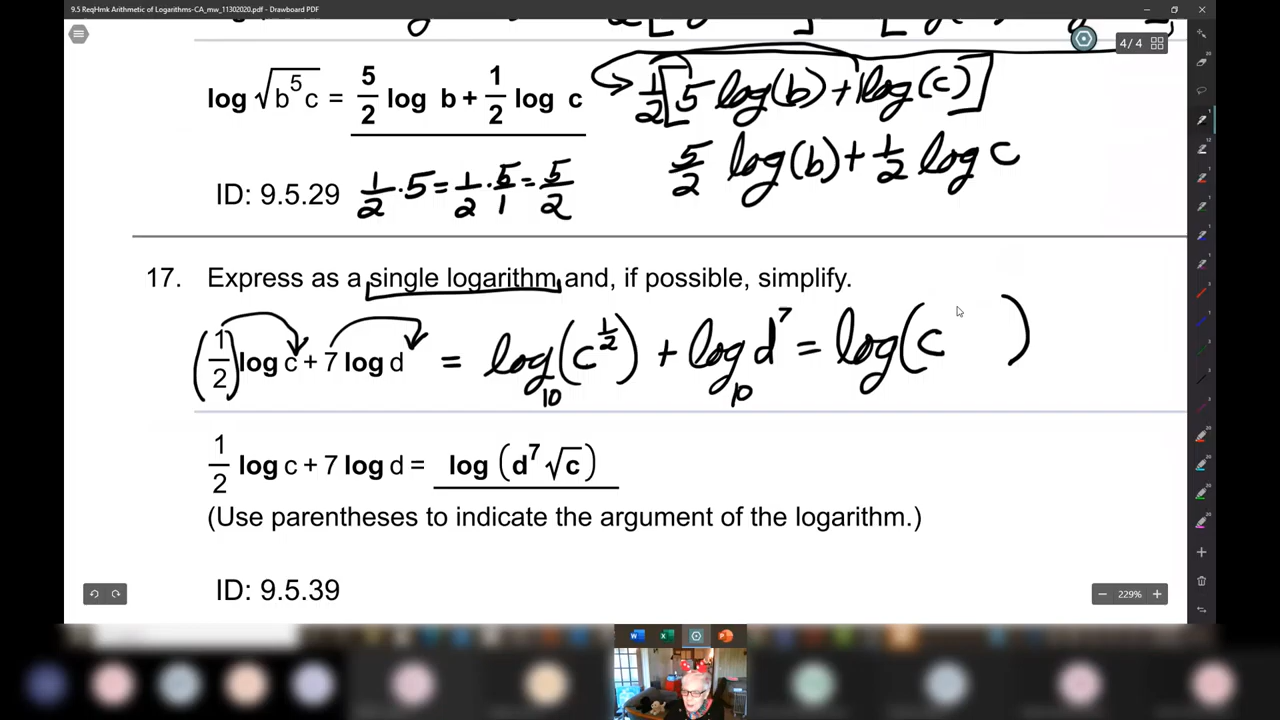 9.5 ReqHmk Arithmetic of Logarithms-CA_mw_11302020.pdf - Drawboard PDF
4/4
log √(b⁵c) = 5/2 log b + 1/2 log c
1/2[5 log(b) + 1 log(c)]
5/2 log(b) + 1/2 log c
ID: 9.5.29
1/2 · 5 = 1/2 · 5/1 = 5/2
17. Express as a single logarithm and, if possible, simplify.
(1/2) log c + 7 log d = log₁₀(c^(1/2)) + log₁₀ d⁷ = log(c )
1/2 log c + 7 log d = log (d⁷ √c)
(Use parentheses to indicate the argument of the logarithm.)
ID: 9.5.39
229%